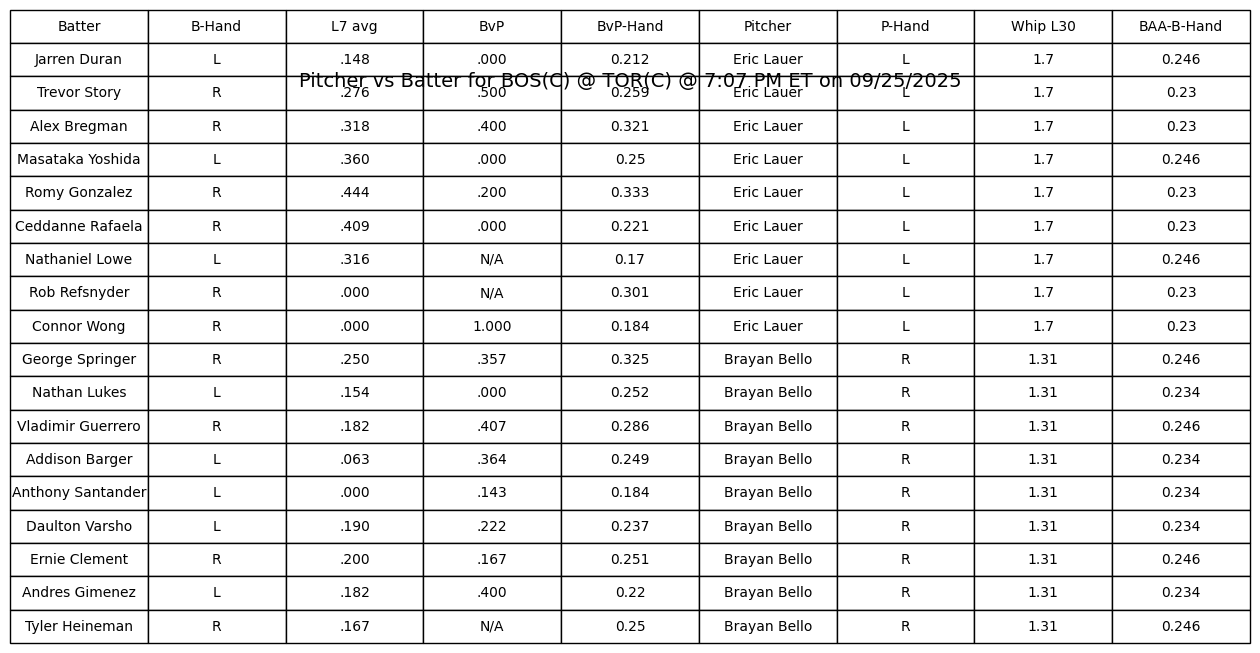 Batter B-Hand L7 avg BvP BvP-Hand Pitcher P-Hand Whip L30 BAA-B-Hand
Jarren Duran L .148 .000 0.212 Eric Lauer L 1.7 0.246
Pitcher vs Batter for BOS(C) @ TOR(C) @ 7:07 PM ET on 09/25/2025
Trevor Story R .276 .500 0.259 Eric Lauer L 1.7 0.23
Alex Bregman R .318 .400 0.321 Eric Lauer L 1.7 0.23
Masataka Yoshida L .360 .000 0.25 Eric Lauer L 1.7 0.246
Romy Gonzalez R .444 .200 0.333 Eric Lauer L 1.7 0.23
Ceddanne Rafaela R .409 .000 0.221 Eric Lauer L 1.7 0.23
Nathaniel Lowe L .316 N/A 0.17 Eric Lauer L 1.7 0.246
Rob Refsnyder R .000 N/A 0.301 Eric Lauer L 1.7 0.23
Connor Wong R .000 1.000 0.184 Eric Lauer L 1.7 0.23
George Springer R .250 .357 0.325 Brayan Bello R 1.31 0.246
Nathan Lukes L .154 .000 0.252 Brayan Bello R 1.31 0.234
Vladimir Guerrero R .182 .407 0.286 Brayan Bello R 1.31 0.246
Addison Barger L .063 .364 0.249 Brayan Bello R 1.31 0.234
Anthony Santander L .000 .143 0.184 Brayan Bello R 1.31 0.234
Daulton Varsho L .190 .222 0.237 Brayan Bello R 1.31 0.234
Ernie Clement R .200 .167 0.251 Brayan Bello R 1.31 0.246
Andres Gimenez L .182 .400 0.22 Brayan Bello R 1.31 0.234
Tyler Heineman R .167 N/A 0.25 Brayan Bello R 1.31 0.246